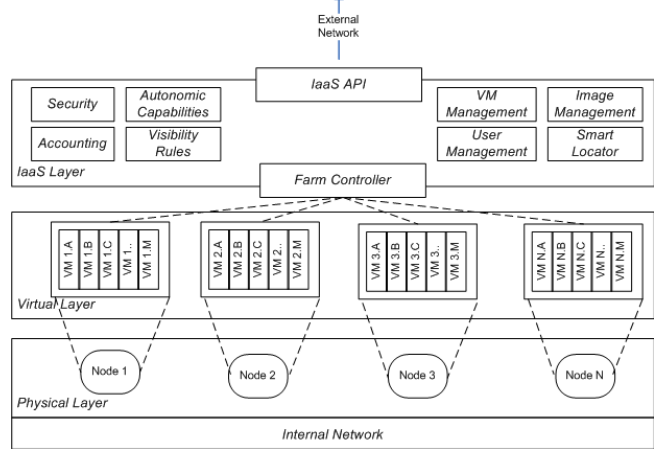 External
Network
IaaS API
Security
Autonomic
Capabilities
VM
Management
Image
Management
Accounting
Visibility
Rules
User
Management
Smart
Locator
IaaS Layer
Farm Controller
VM 1.A
VM 1.B
VM 1.C
VM 1..
VM 1.M
VM 2.A
VM 2.B
VM 2.C
VM 2..
VM 2.M
VM 3.A
VM 3.B
VM 3.C
VM 3..
VM 3.M
VM N.A
VM N.B
VM N.C
VM N..
VM N.M
Virtual Layer
Node 1
Node 2
Node 3
Node N
Physical Layer
Internal Network